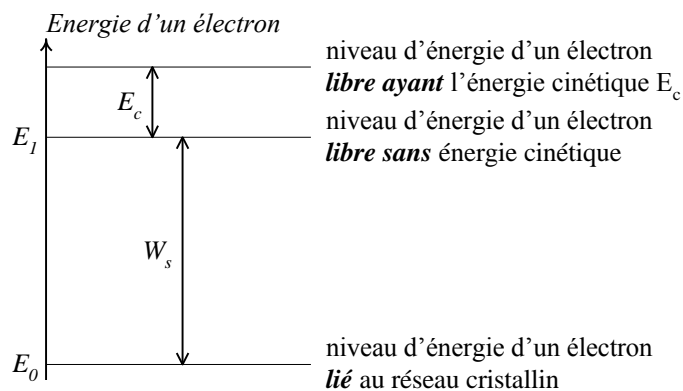 Energie d’un électron
niveau d’énergie d’un électron
libre ayant l’énergie cinétique E_c
E_c
niveau d’énergie d’un électron
E_1
libre sans énergie cinétique
W_s
niveau d’énergie d’un électron
E_0
lié au réseau cristallin